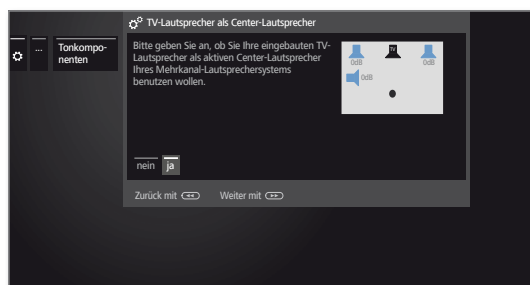 TV-Lautsprecher als Center-Lautsprecher
...
Tonkompo-
nenten
Bitte geben Sie an, ob Sie Ihre eingebauten TV-
Lautsprecher als aktiven Center-Lautsprecher
Ihres Mehrkanal-Lautsprechersystems
benutzen wollen.
TV
0dB
0dB
0dB
nein
ja
Zurück mit
Weiter mit